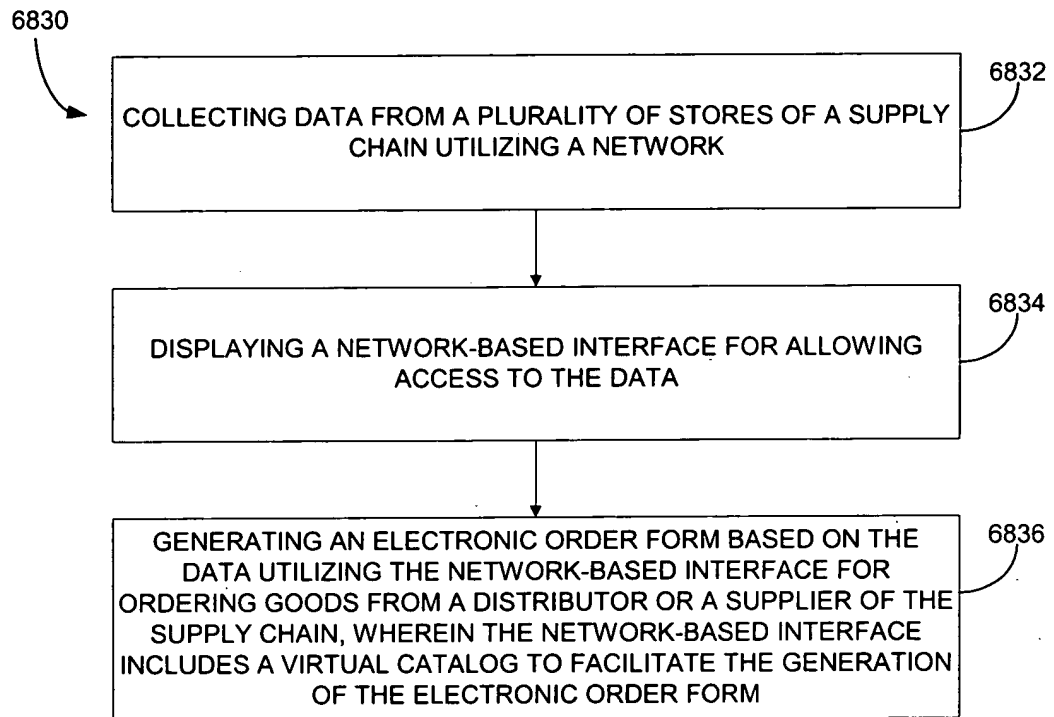 6830
6832
COLLECTING DATA FROM A PLURALITY OF STORES OF A SUPPLY
CHAIN UTILIZING A NETWORK
6834
DISPLAYING A NETWORK-BASED INTERFACE FOR ALLOWING
ACCESS TO THE DATA
6836
GENERATING AN ELECTRONIC ORDER FORM BASED ON THE
DATA UTILIZING THE NETWORK-BASED INTERFACE FOR
ORDERING GOODS FROM A DISTRIBUTOR OR A SUPPLIER OF THE
SUPPLY CHAIN, WHEREIN THE NETWORK-BASED INTERFACE
INCLUDES A VIRTUAL CATALOG TO FACILITATE THE GENERATION
OF THE ELECTRONIC ORDER FORM